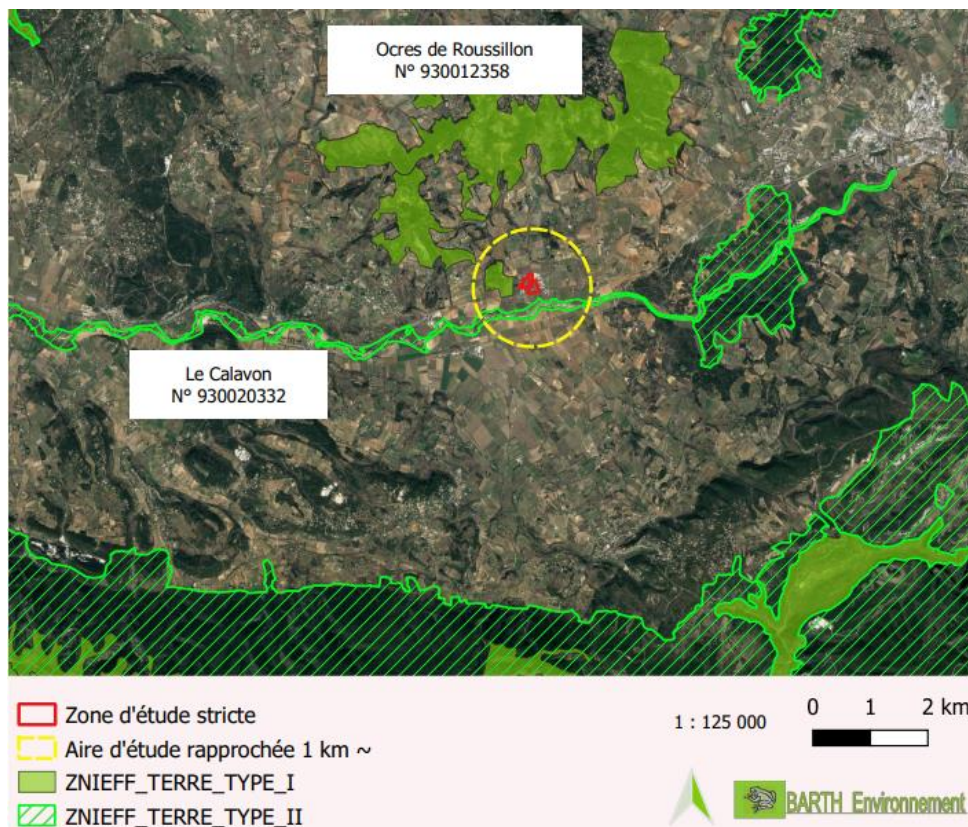 Ocres de Roussillon
N° 930012358
Le Calavon
N° 930020332
Zone d'étude stricte
Aire d'étude rapprochée 1 km ~
ZNIEFF_TERRE_TYPE_I
ZNIEFF_TERRE_TYPE_II
1 : 125 000
0 1 2 km
BARTH Environnement